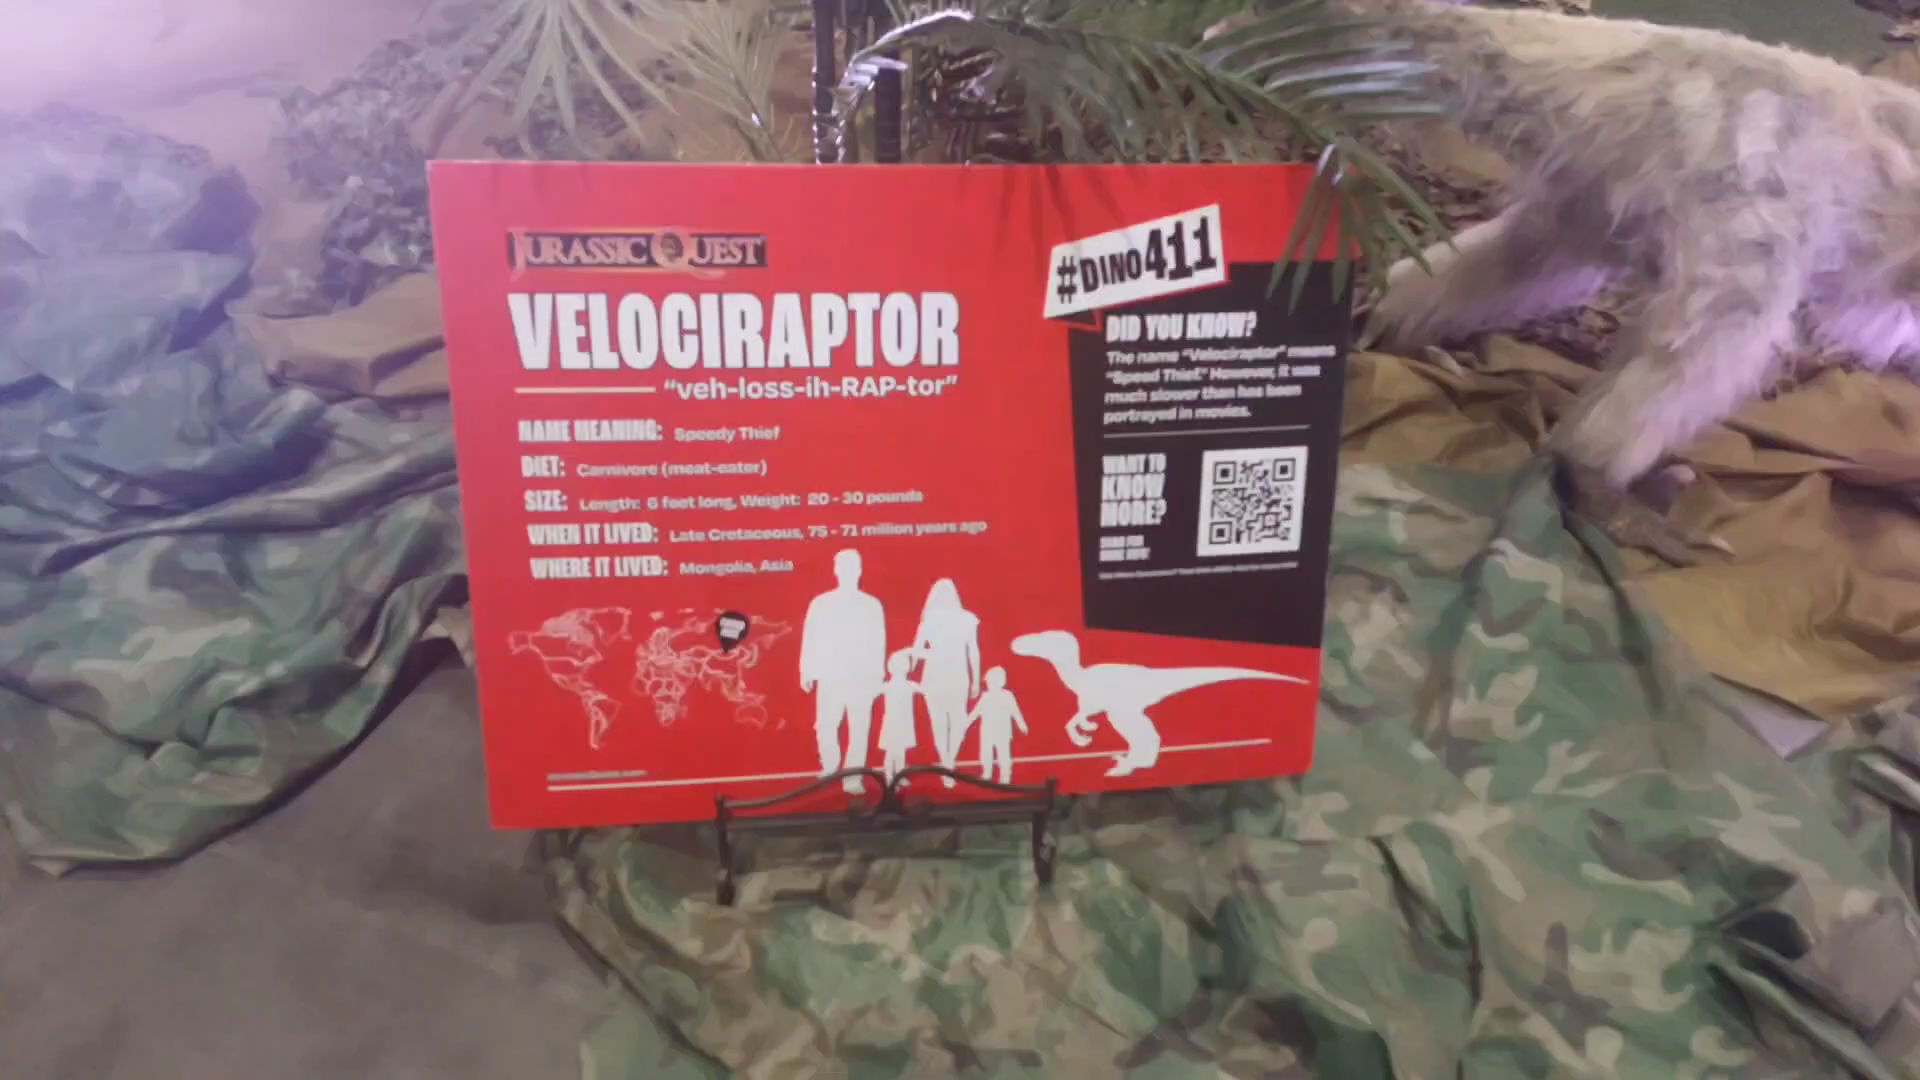 JURASSIC QUEST
VELOCIRAPTOR
"veh-loss-ih-RAP-tor"
NAME MEANING: Speedy Thief
DIET: Carnivore (meat-eater)
SIZE: Length: 6 feet long, Weight: 20 - 30 pounds
WHEN IT LIVED: Late Cretaceous, 75 - 71 million years ago
WHERE IT LIVED: Mongolia, Asia
#DINO411
DID YOU KNOW?
The name "Velociraptor" means
"Speed Thief." However, it was
much slower than has been
portrayed in movies.
WANT TO
KNOW
MORE?